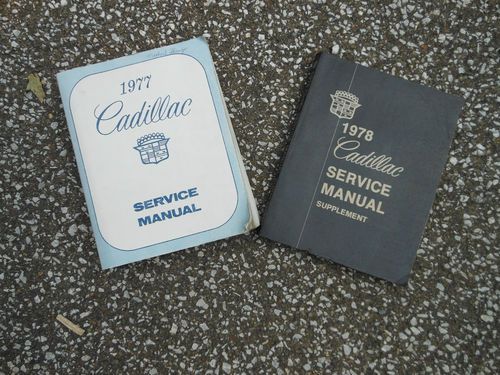 1977
Cadillac
SERVICE
MANUAL
1978
Cadillac
SERVICE
MANUAL
SUPPLEMENT